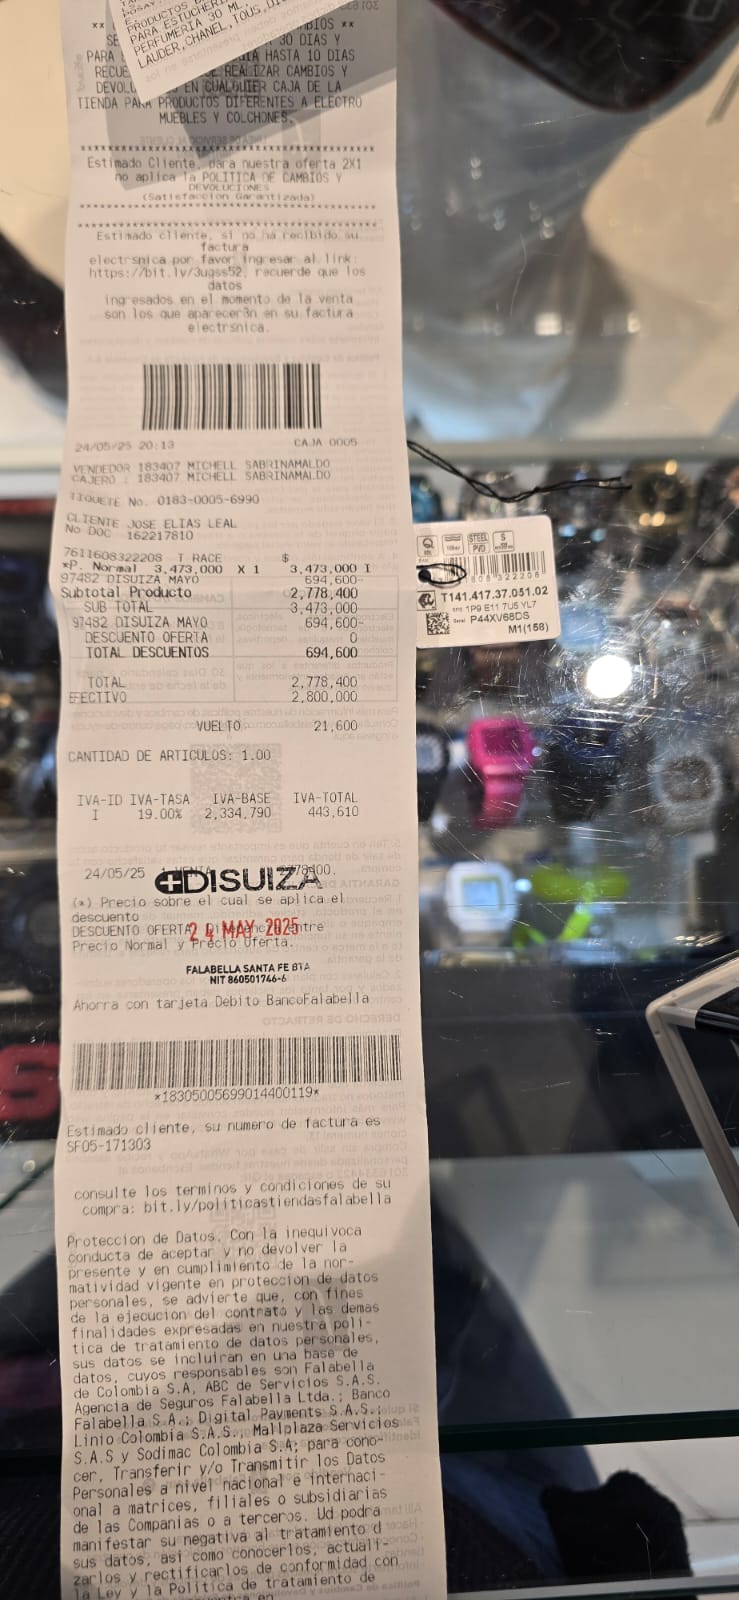 PRODUCTOS
PARA ESTUCHERI
PERFUMERIA 30 ML,
LAUDER,CHANEL,TOUS,DI
BIOS **
30 DIAS Y
PARA HASTA 10 DIAS
RECUE REALIZAR CAMBIOS Y
DEVOL EN CUALQUIER CAJA DE LA
TIENDA PARA PRODUCTOS DIFERENTES A ELECTRO
MUEBLES Y COLCHONES.
Estimado Cliente, para nuestra oferta 2X1
no aplica la POLITICA DE CAMBIOS Y
DEVOLUCIONES
(Satisfaccion Garantizada)
Estimado cliente, si no ha recibido su
factura
electrsnica por favor ingresar al link:
https://bit.ly/3ugss52, recuerde que los
datos
ingresados en el momento de la venta
son los que aparecer3n en su factura
electrsnica.
24/05/25 20:13 CAJA 0005
VENDEDOR 183407 MICHELL SABRINAMALDO
CAJERO : 183407 MICHELL SABRINAMALDO
TIQUETE No. 0183-0005-6990
CLIENTE JOSE ELIAS LEAL
No DOC 162217810
7611608322208 T RACE $
*P. Normal 3,473,000 X 1 3,473,000 I
97482 DISUIZA MAYO 694,600-
Subtotal Producto 2,778,400
SUB TOTAL 3,473,000
97482 DISUIZA MAYO 694,600-
DESCUENTO OFERTA 0
TOTAL DESCUENTOS 694,600
TOTAL 2,778,400
EFECTIVO 2,800,000
VUELTO 21,600
CANTIDAD DE ARTICULOS: 1.00
IVA-ID IVA-TASA IVA-BASE IVA-TOTAL
I 19.00% 2,334,790 443,610
24/05/25 VENTA 2778400.
DISUIZA
(*) Precio sobre el cual se aplica el
descuento
DESCUENTO OFERTA: Diferencia entre
24 MAY 2025
Precio Normal y Precio Oferta.
FALABELLA SANTA FE BTA
NIT 860501746-6
Ahorra con tarjeta Debito BancoFalabella
*18305005699014400119*
Estimado cliente, su numero de factura es
SF05-171303
consulte los terminos y condiciones de su
compra: bit.ly/politicastiendasfalabella
Proteccion de Datos. Con la inequivoca
conducta de aceptar y no devolver la
presente y en cumplimiento de la nor-
matividad vigente en proteccion de datos
personales, se advierte que, con fines
de la ejecucion del contrato y las demas
finalidades expresadas en nuestra poli-
tica de tratamiento de datos personales,
sus datos se incluiran en una base de
datos, cuyos responsables son Falabella
de Colombia S.A, ABC de Servicios S.A.S.
Agencia de Seguros Falabella Ltda.; Banco
Falabella S A.; Digital Payments S.A.S.;
Linio Colombia S.A.S., Mallplaza Servicios
S.A.S y Sodimac Colombia S.A; para cono-
cer, Transferir y/o Transmitir los Datos
Personales a nivel nacional e internaci-
onal a matrices, filiales o subsidiarias
de las Companias o a terceros. Ud podra
manifestar su negativa al tratamiento d
sus datos, asi como conocerlos, actuali-
zarlos y rectificarlos de conformidad con
la Ley y la Politica de tratamiento de
STEEL
PVD
S
T141.417.37.051.02
1P9 E11 7U5 YL7
Serial P44XV68DS
M1(158)